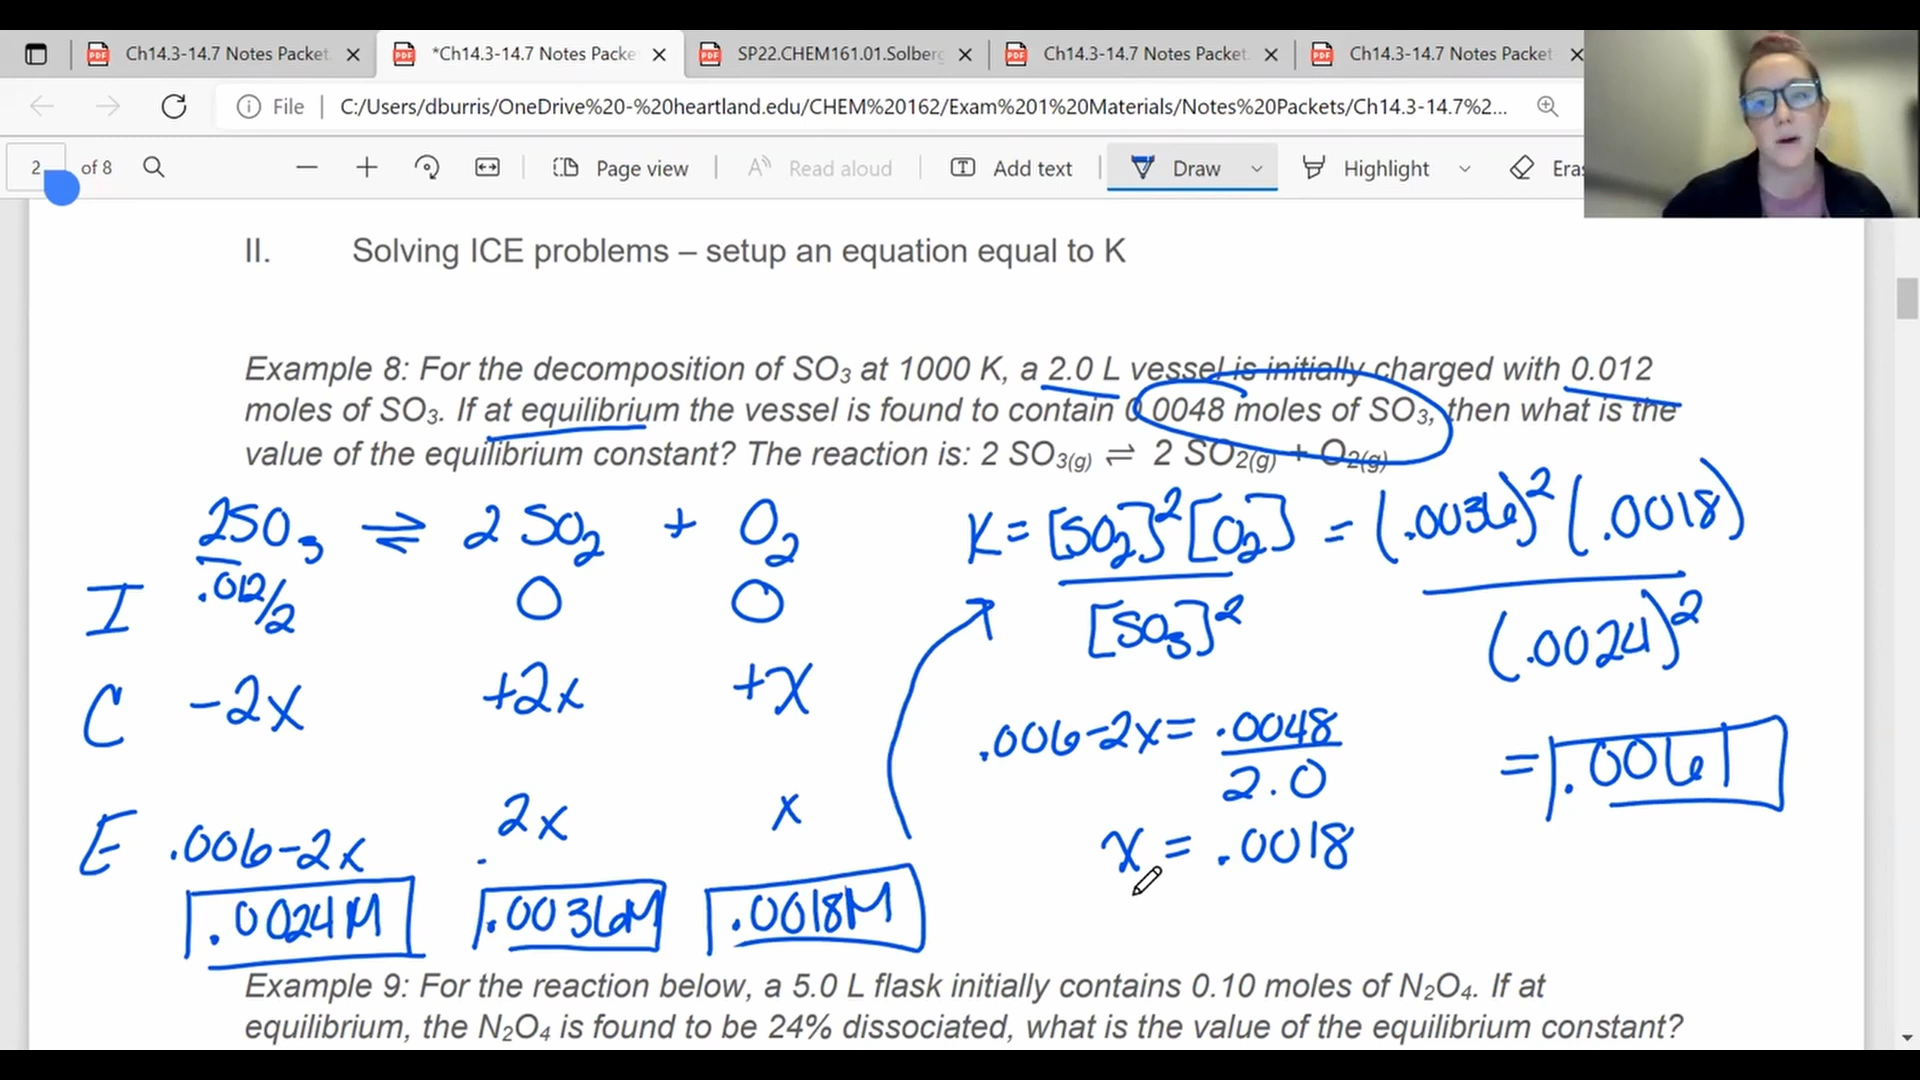 Ch14.3-14.7 Notes Packet
*Ch14.3-14.7 Notes Packe
SP22.CHEM161.01.Solberg
Ch14.3-14.7 Notes Packet
Ch14.3-14.7 Notes Packet
File | C:/Users/dburris/OneDrive%20-%20heartland.edu/CHEM%20162/Exam%201%20Materials/Notes%20Packets/Ch14.3-14.7%2...
2 of 8 Page view Read aloud Add text Draw Highlight Eras
II. Solving ICE problems – setup an equation equal to K
Example 8: For the decomposition of SO3 at 1000 K, a 2.0 L vessel is initially charged with 0.012
moles of SO3. If at equilibrium the vessel is found to contain 0.0048 moles of SO3, then what is the
value of the equilibrium constant? The reaction is: 2 SO3(g) ⇌ 2 SO2(g) + O2(g)
2SO3 ⇌ 2 SO2 + O2
I .012/2 0 0
C -2x +2x +x
E .006-2x 2x x
.0024M .0036M .0018M
K = [SO2]²[O2] = (.0036)²(.0018)
[SO3]² (.0024)²
.006-2x = .0048
2.0
= .0061
x = .0018
Example 9: For the reaction below, a 5.0 L flask initially contains 0.10 moles of N2O4. If at
equilibrium, the N2O4 is found to be 24% dissociated, what is the value of the equilibrium constant?